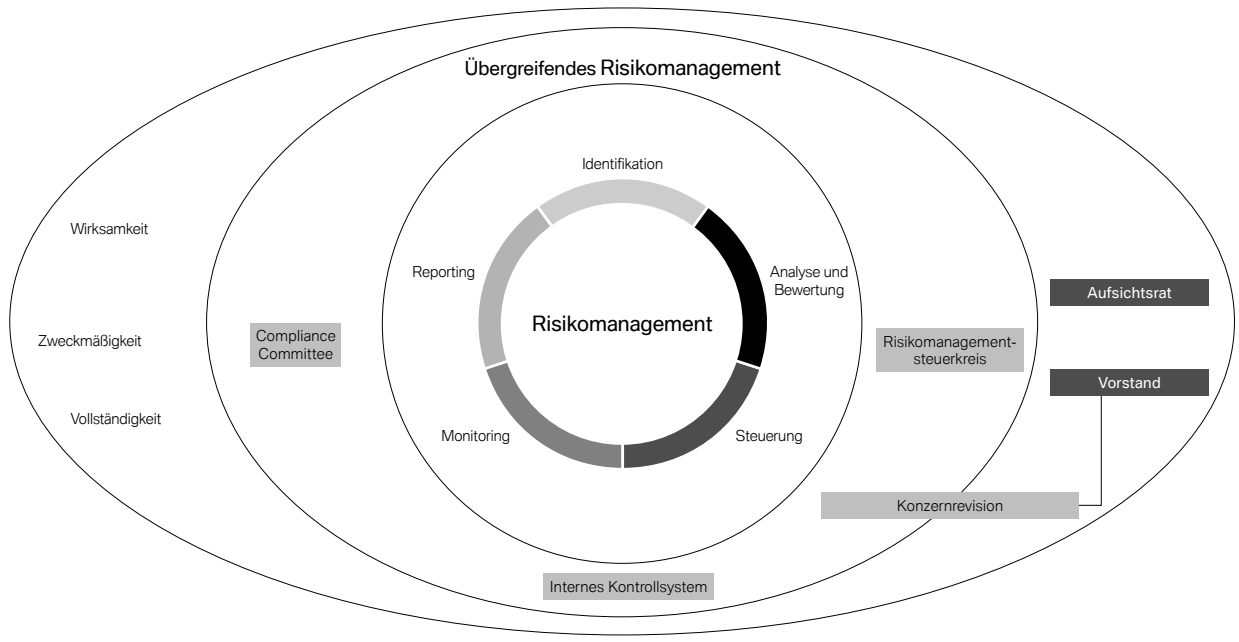 Übergreifendes Risikomanagement
Identifikation
Wirksamkeit
Reporting
Analyse und
Bewertung
Aufsichtsrat
Risikomanagement
Compliance
Committee
Zweckmäßigkeit
Risikomanagement-
steuerkreis
Vorstand
Vollständigkeit
Monitoring
Steuerung
Konzernrevision
Internes Kontrollsystem